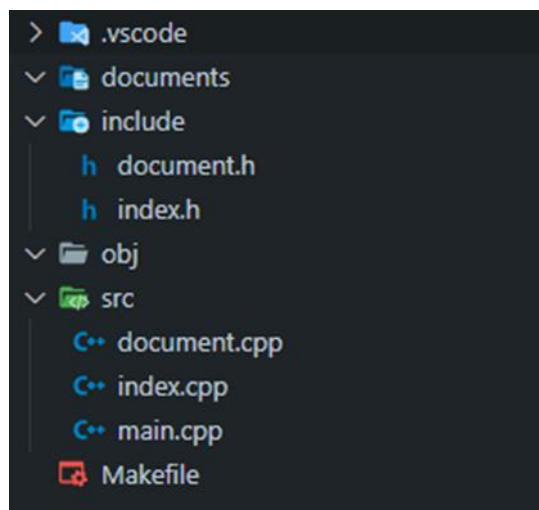 .vscode
documents
include
h document.h
h index.h
obj
src
C++ document.cpp
C++ index.cpp
C++ main.cpp
Makefile